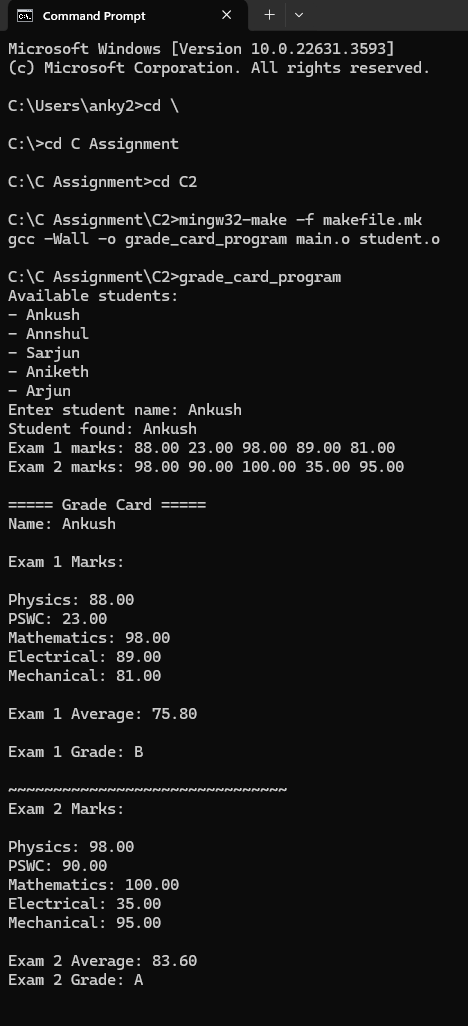 Command Prompt
Microsoft Windows [Version 10.0.22631.3593]
(c) Microsoft Corporation. All rights reserved.
C:\Users\anky2>cd \
C:\>cd C Assignment
C:\C Assignment>cd C2
C:\C Assignment\C2>mingw32-make -f makefile.mk
gcc -Wall -o grade_card_program main.o student.o
C:\C Assignment\C2>grade_card_program
Available students:
- Ankush
- Annshul
- Sarjun
- Aniketh
- Arjun
Enter student name: Ankush
Student found: Ankush
Exam 1 marks: 88.00 23.00 98.00 89.00 81.00
Exam 2 marks: 98.00 90.00 100.00 35.00 95.00
===== Grade Card =====
Name: Ankush
Exam 1 Marks:
Physics: 88.00
PSWC: 23.00
Mathematics: 98.00
Electrical: 89.00
Mechanical: 81.00
Exam 1 Average: 75.80
Exam 1 Grade: B
~~~~~~~~~~~~~~~~~~~~~~~~~~~~~~~
Exam 2 Marks:
Physics: 98.00
PSWC: 90.00
Mathematics: 100.00
Electrical: 35.00
Mechanical: 95.00
Exam 2 Average: 83.60
Exam 2 Grade: A